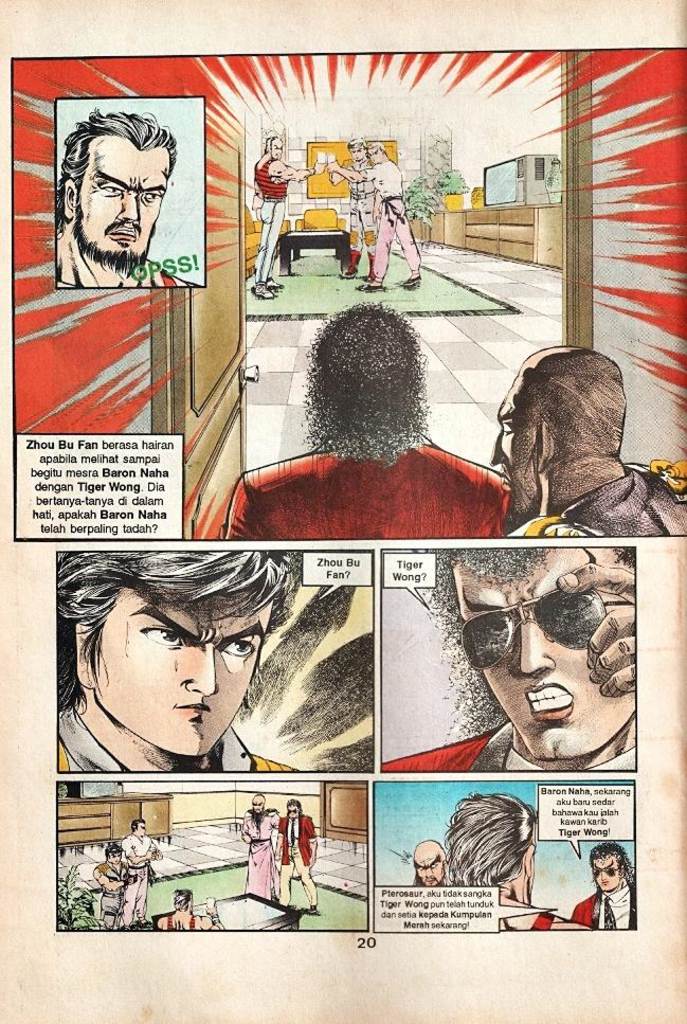 OPSS!
Zhou Bu Fan berasa hairan
apabila melihat sampai
begitu mesra Baron Naha
dengan Tiger Wong. Dia
bertanya-tanya di dalam
hati, apakah Baron Naha
telah berpaling tadah?
Zhou Bu
Fan?
Tiger
Wong?
Baron Naha, sekarang
aku baru sedar
bahawa kau ialah
kawan karib
Tiger Wong!
Pterosaur, aku tidak sangka
Tiger Wong pun telah tunduk
dan setia kepada Kumpulan
Merah sekarang!
20